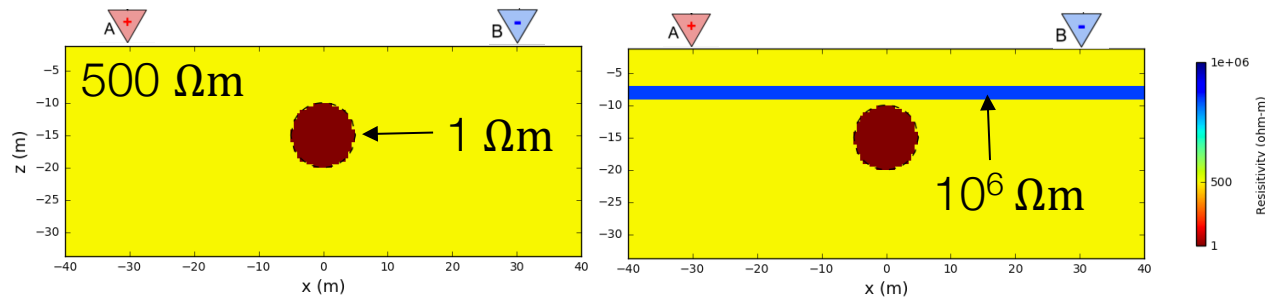 A + B -
500 Ωm
1 Ωm
−5
−10
−15
−20
−25
−30
z (m)
−40 −30 −20 −10 0 10 20 30 40
x (m)
A + B -
10⁶ Ωm
−5
−10
−15
−20
−25
−30
−40 −30 −20 −10 0 10 20 30 40
x (m)
1e+06
500
1
Resisitivity (ohm-m)